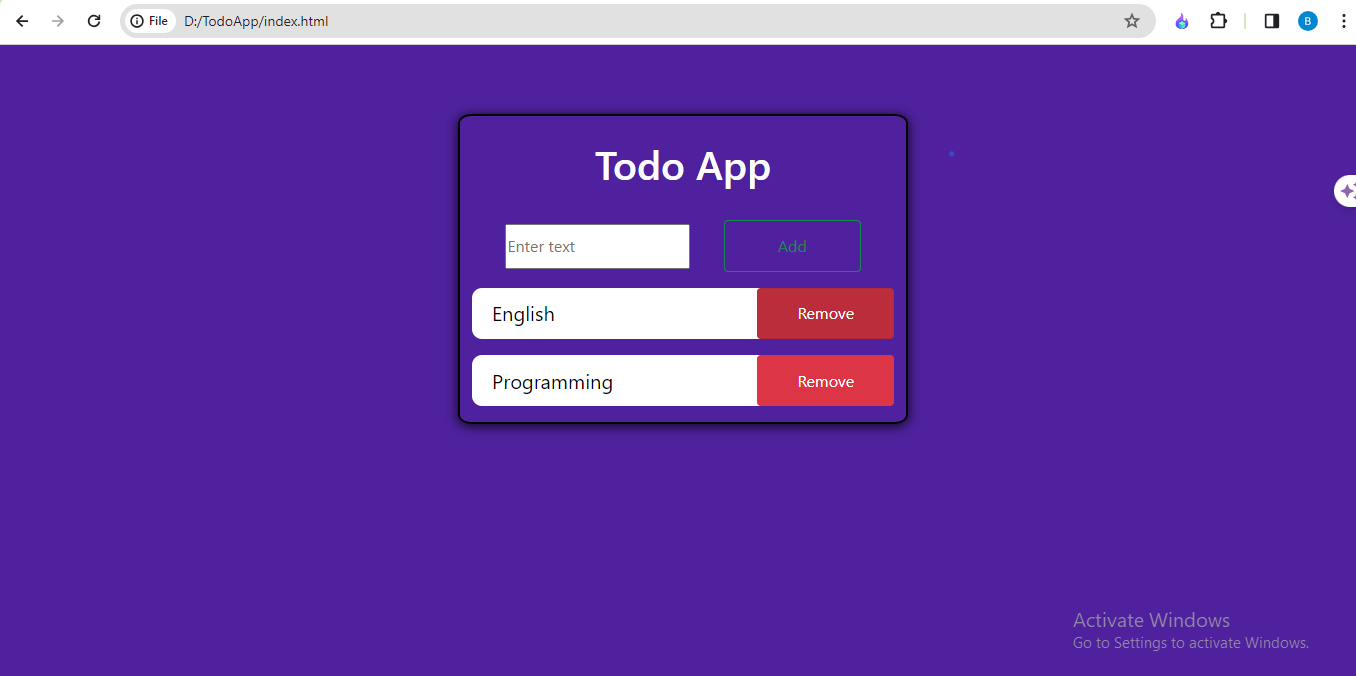 File D:/TodoApp/index.html B
Todo App
Enter text Add
English Remove
Programming Remove
Activate Windows
Go to Settings to activate Windows.